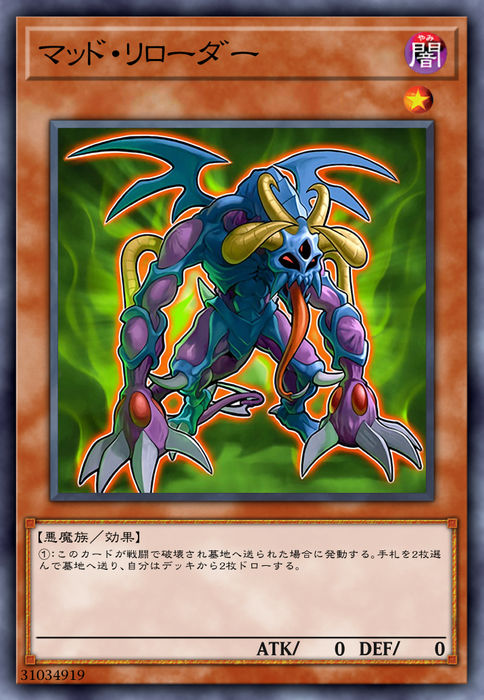 マッド・リローダー
やみ
闇
【悪魔族／効果】
①：このカードが戦闘で破壊され墓地へ送られた場合に発動する。手札を2枚選
んで墓地へ送り、自分はデッキから2枚ドローする。
ATK/ 0 DEF/ 0
31034919